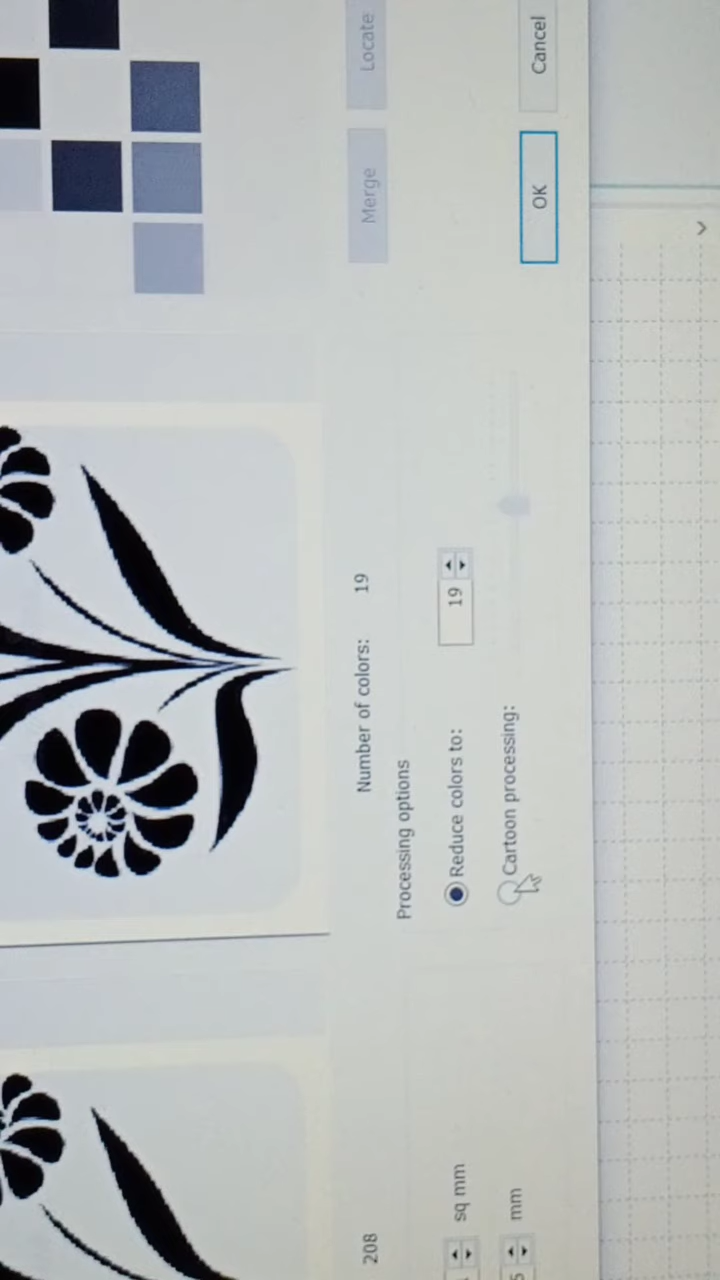 208
Number of colors: 19
Merge
Locate
Processing options
sq mm
Reduce colors to: 19
mm
Cartoon processing:
OK
Cancel